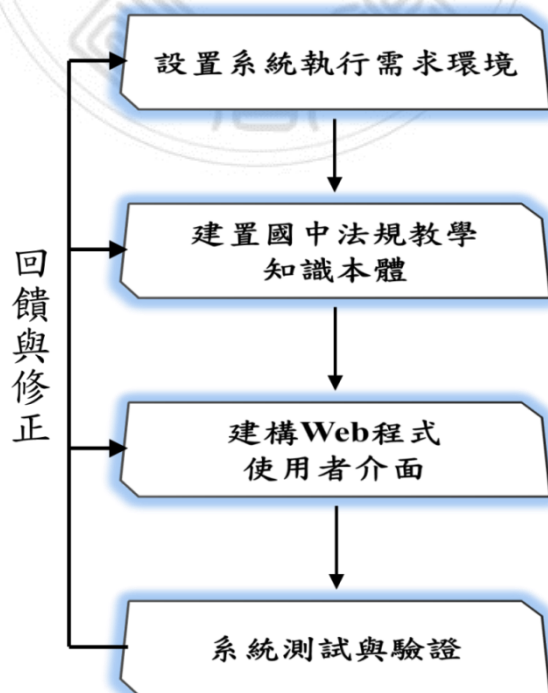 設置系統執行需求環境
建置國中法規教學
知識本體
回饋與修正
建構Web程式
使用者介面
系統測試與驗證